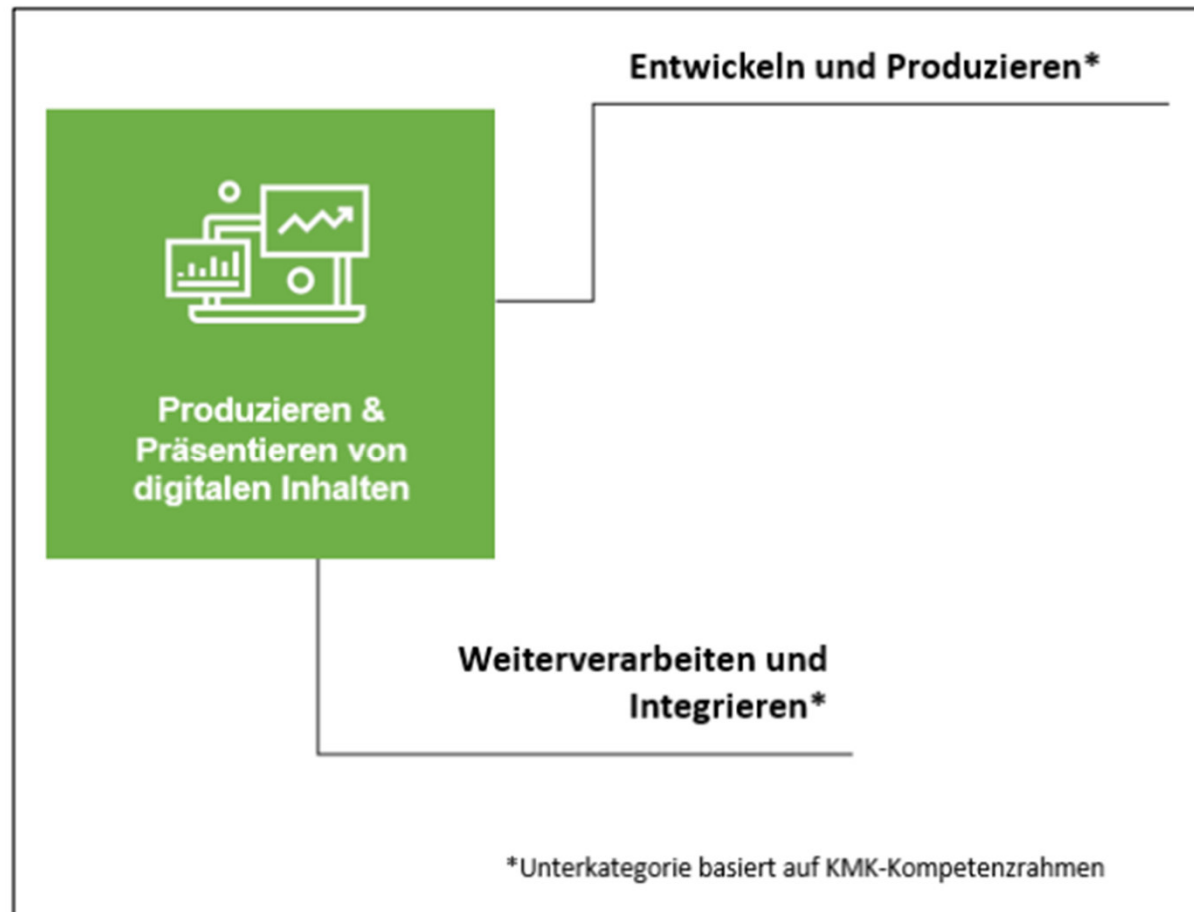 Entwickeln und Produzieren*
Produzieren &
Präsentieren von
digitalen Inhalten
Weiterverarbeiten und
Integrieren*
*Unterkategorie basiert auf KMK-Kompetenzrahmen